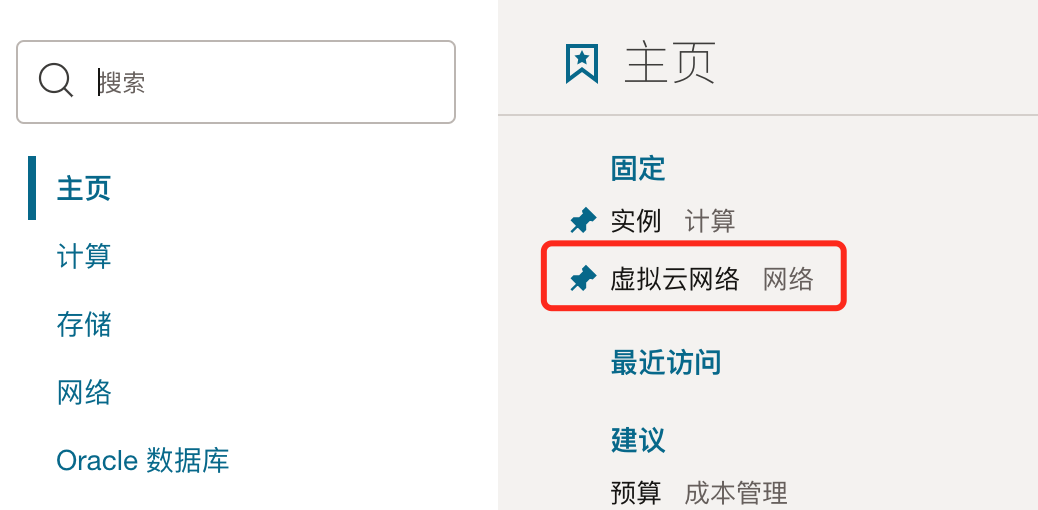 搜索
主页
计算
存储
网络
Oracle 数据库
主页
固定
实例 计算
虚拟云网络 网络
最近访问
建议
预算 成本管理